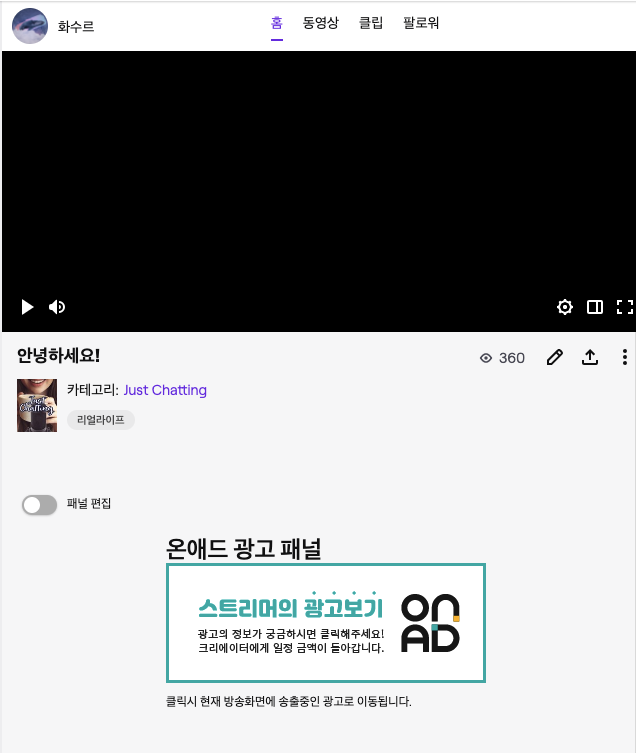 화수르
홈 동영상 클립 팔로워
안녕하세요!
360
Just Chatting
카테고리: Just Chatting
리얼라이프
패널 편집
온애드 광고 패널
스트리머의 광고보기
광고의 정보가 궁금하시면 클릭해주세요!
크리에이터에게 일정 금액이 돌아갑니다.
ON
AD
클릭시 현재 방송화면에 송출중인 광고로 이동됩니다.